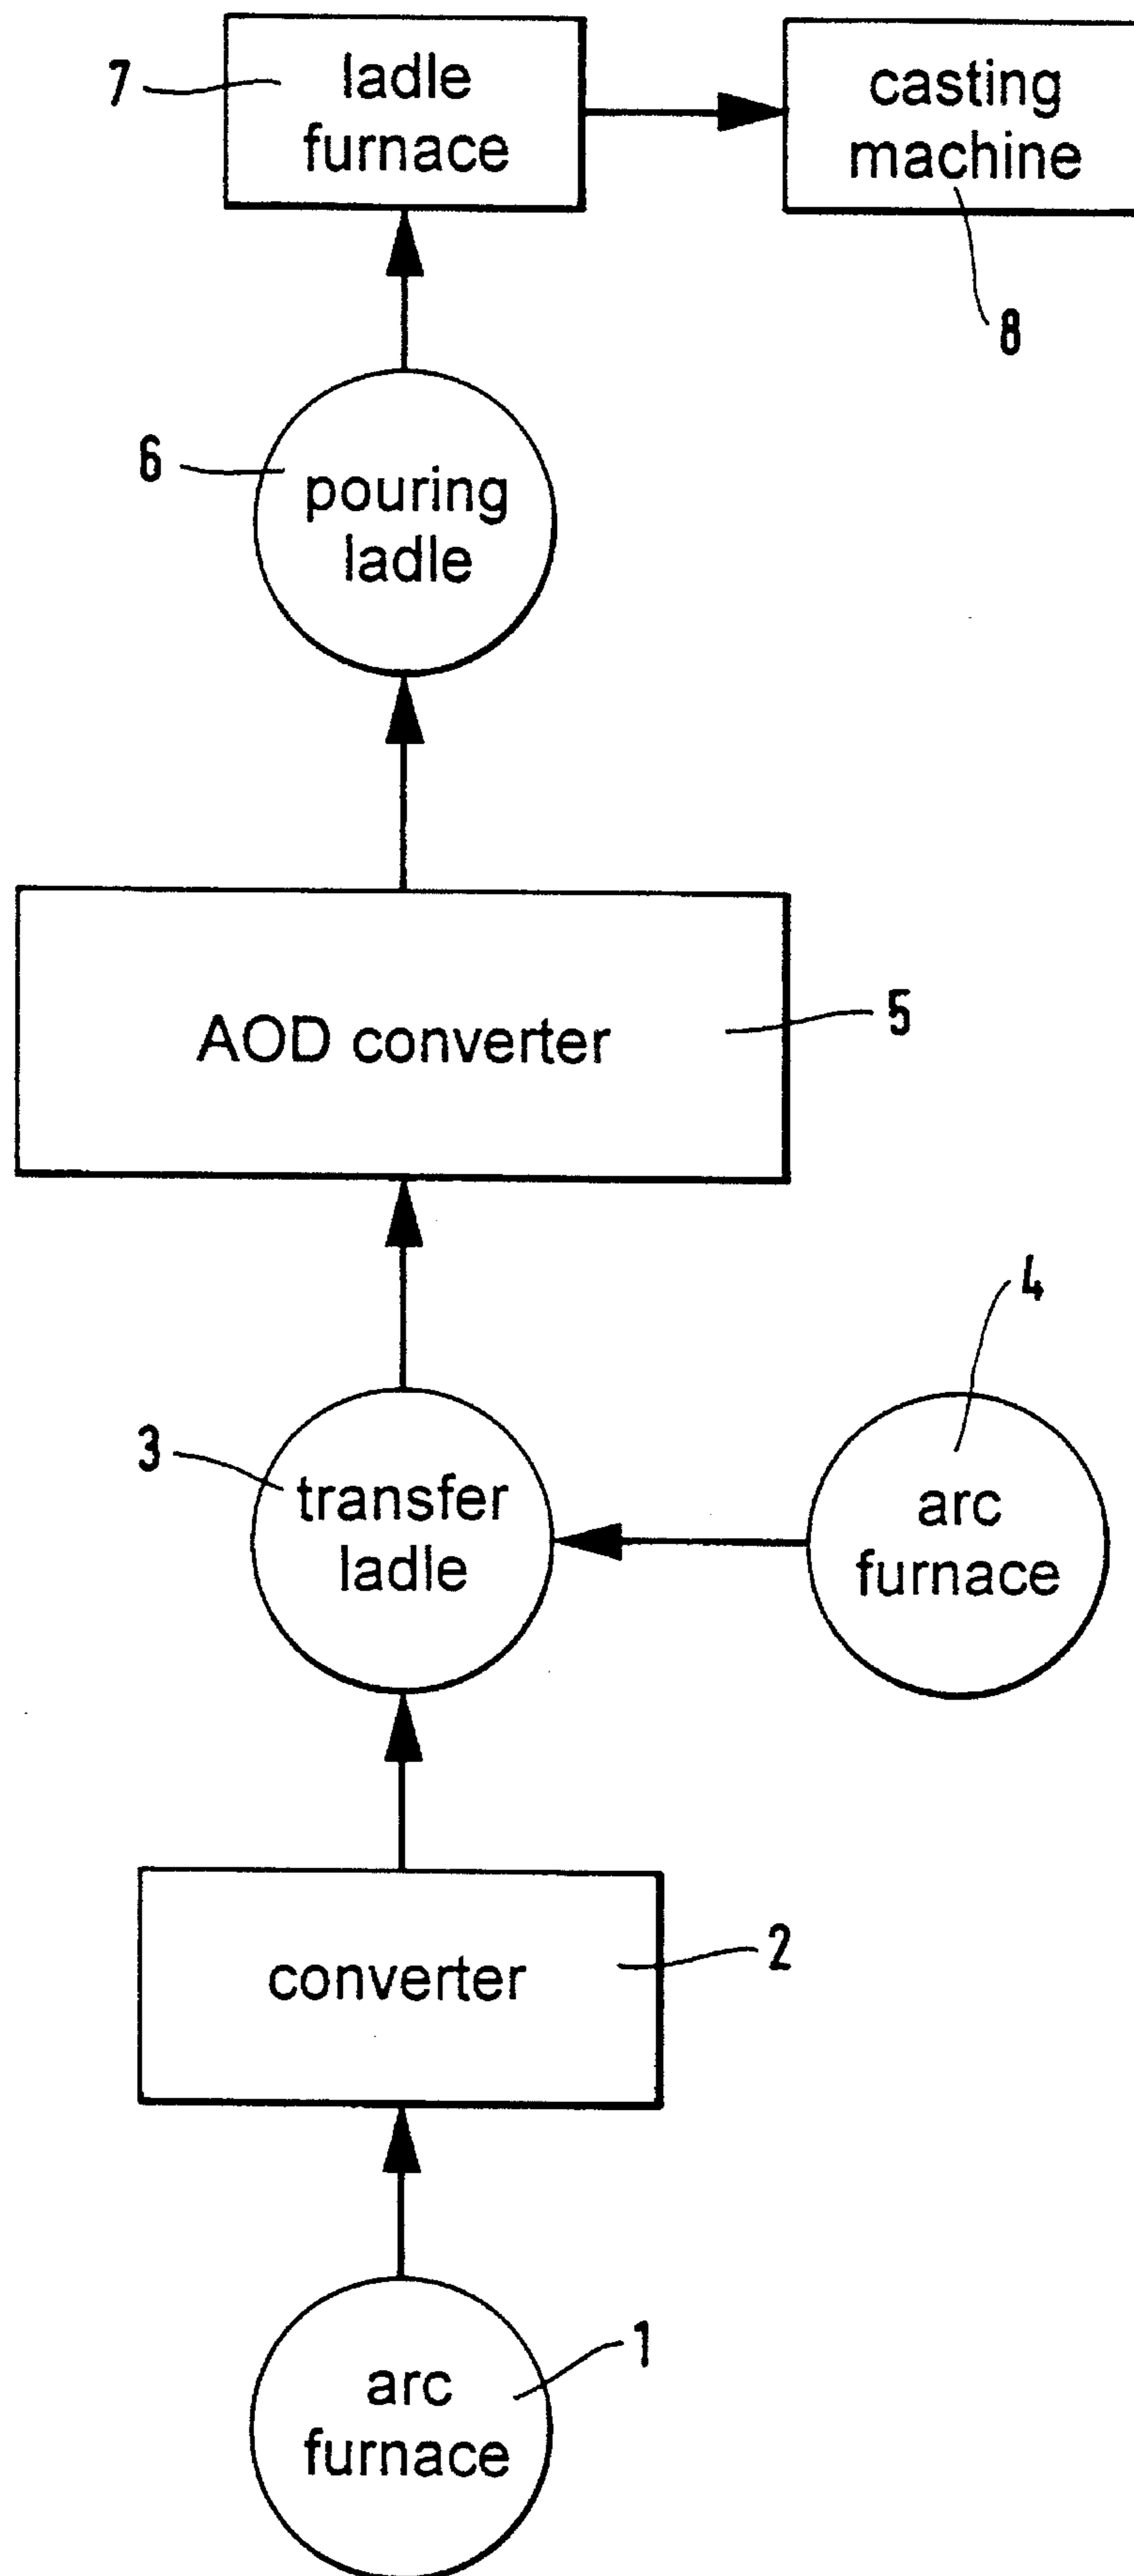 7
ladle
furnace
casting
machine
8
6
pouring
ladle
5
AOD converter
4
3
transfer
ladle
arc
furnace
2
converter
1
arc
furnace